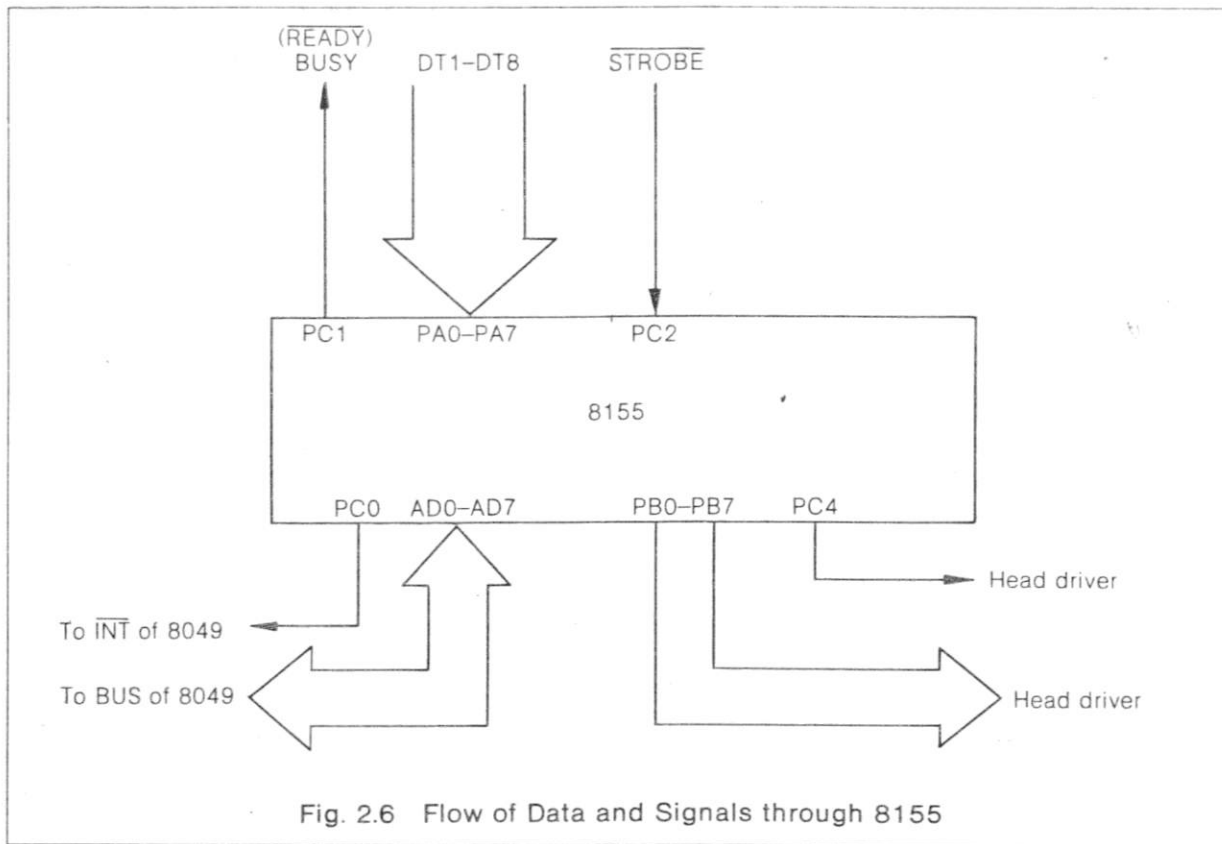 (READY)
BUSY DT1–DT8 STROBE
PC1 PA0–PA7 PC2
8155
PC0 AD0–AD7 PB0–PB7 PC4
Head driver
To INT of 8049
To BUS of 8049 Head driver
Fig. 2.6 Flow of Data and Signals through 8155